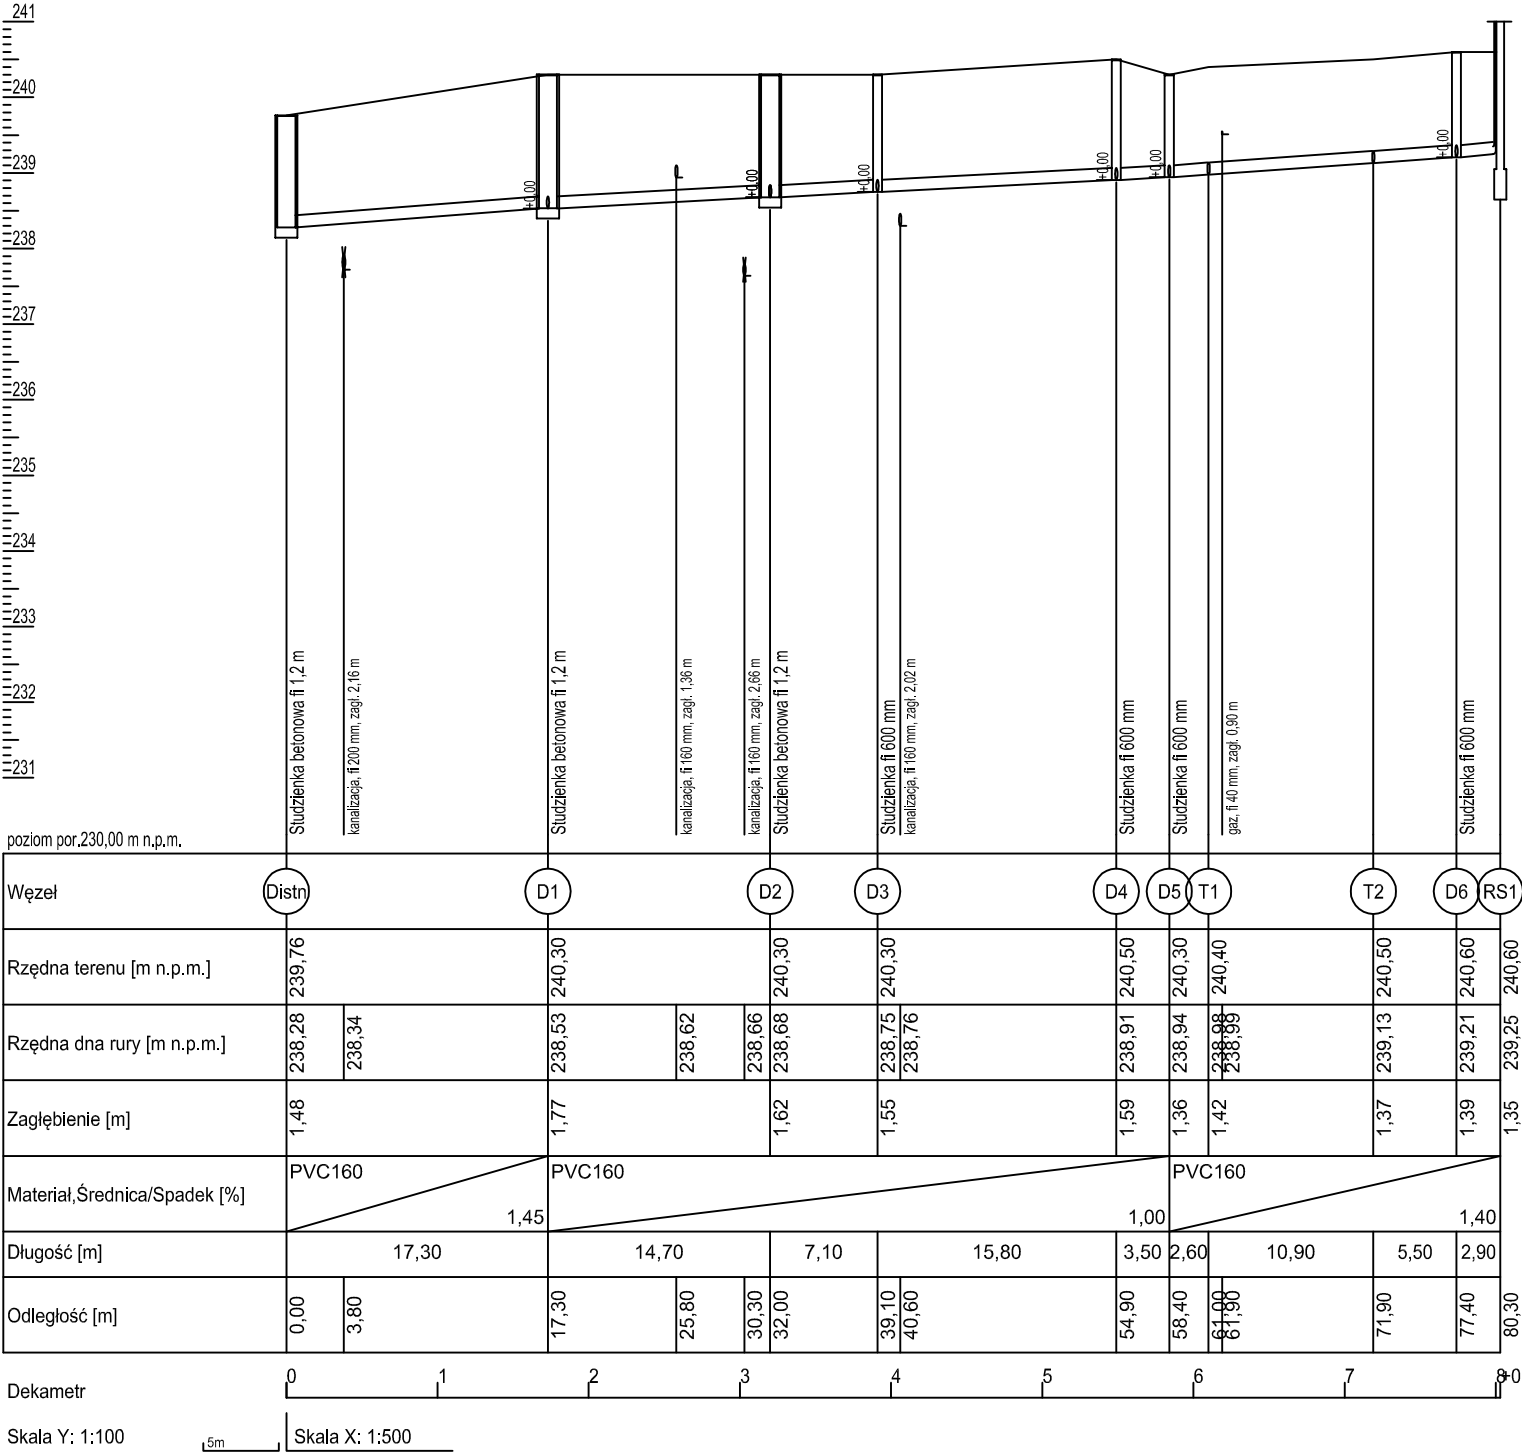 241
240
239
238
237
236
235
234
233
232
231
+0,00
+0,00
+0,00
+0,00
+0,00
+0,00
Studzienka betonowa fi 1,2 m
kanalizacja, fi 200 mm, zagł. 2,16 m
Studzienka betonowa fi 1,2 m
kanalizacja, fi 160 mm, zagł. 1,36 m
kanalizacja, fi 160 mm, zagł. 2,66 m
Studzienka betonowa fi 1,2 m
Studzienka fi 600 mm
kanalizacja, fi 160 mm, zagł. 2,02 m
Studzienka fi 600 mm
Studzienka fi 600 mm
gaz, fi 40 mm, zagł. 0,90 m
Studzienka fi 600 mm
poziom por.230,00 m n.p.m.
Węzeł Distn D1 D2 D3 D4 D5 T1 T2 D6 RS1
Rzędna terenu [m n.p.m.] 239,76 240,30 240,30 240,30 240,50 240,30 240,40 240,50 240,60 240,60
Rzędna dna rury [m n.p.m.] 238,28 238,34 238,53 238,62 238,66 238,68 238,75 238,76 238,91 238,94 238,98 238,99 239,13 239,21 239,25
Zagłębienie [m] 1,48 1,77 1,62 1,55 1,59 1,36 1,42 1,37 1,39 1,35
Materiał,Średnica/Spadek [%] PVC160 1,45 PVC160 1,00 PVC160 1,40
Długość [m] 17,30 14,70 7,10 15,80 3,50 2,60 10,90 5,50 2,90
Odległość [m] 0,00 3,80 17,30 25,80 30,30 32,00 39,10 40,60 54,90 58,40 61,00 61,90 71,90 77,40 80,30
Dekametr 0 1 2 3 4 5 6 7 8 +0
Skala Y: 1:100 5m Skala X: 1:500